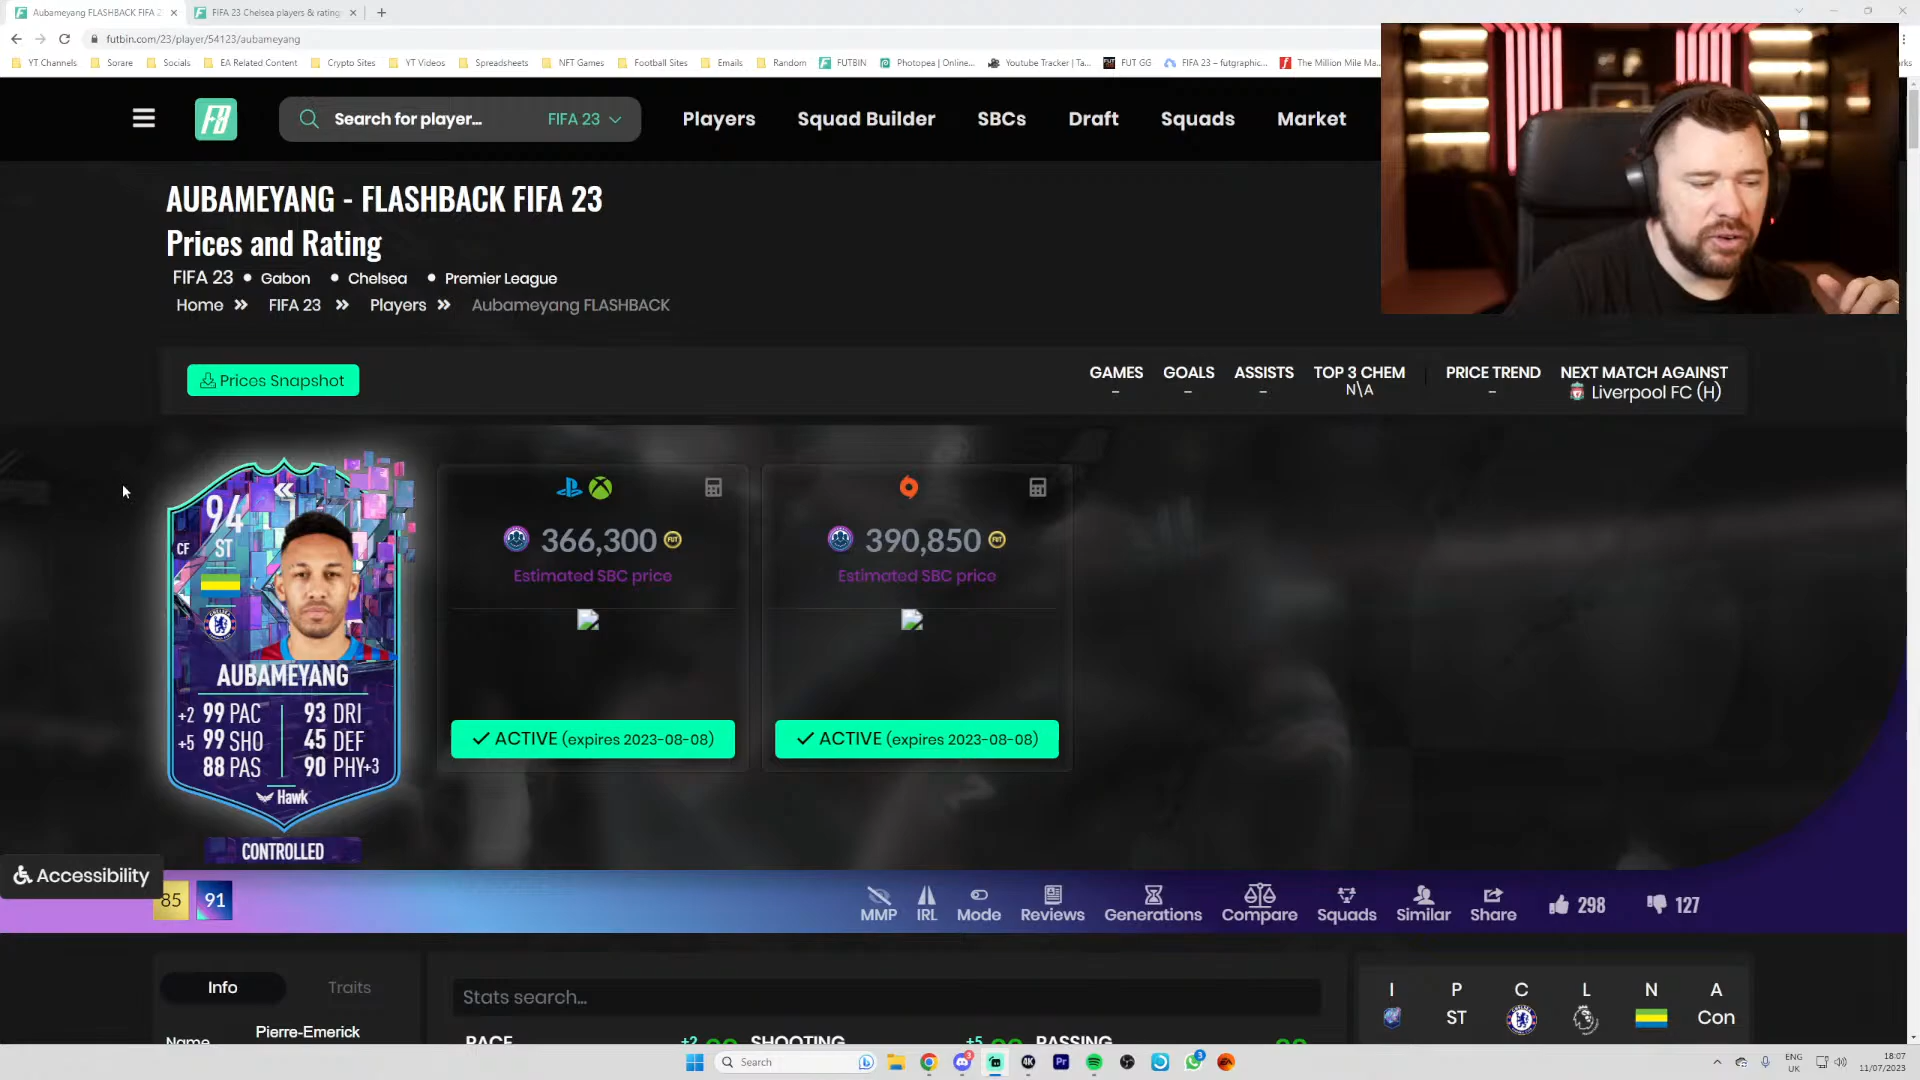 Aubameyang FLASHBACK FIFA 2
FIFA 23 Chelsea players & rating
futbin.com/23/player/54123/aubameyang
YT Channels
Sorare
Socials
EA Related Content
Crypto Sites
YT Videos
Spreadsheets
NFT Games
Football Sites
Emails
Random
FUTBIN
Photopea | Online...
Youtube Tracker | Ta...
FUT GG
FIFA 23 – futgraphic...
The Million Mile Ma...
Search for player...
FIFA 23
Players
Squad Builder
SBCs
Draft
Squads
Market
AUBAMEYANG - FLASHBACK FIFA 23
Prices and Rating
FIFA 23 • Gabon • Chelsea • Premier League
Home » FIFA 23 » Players » Aubameyang FLASHBACK
Prices Snapshot
GAMES
–
GOALS
–
ASSISTS
–
TOP 3 CHEM
N\A
PRICE TREND
–
NEXT MATCH AGAINST
Liverpool FC (H)
94
CF
ST
AUBAMEYANG
+2 99 PAC
93 DRI
+5 99 SHO
45 DEF
88 PAS
90 PHY+3
Hawk
CONTROLLED
366,300
Estimated SBC price
ACTIVE (expires 2023-08-08)
390,850
Estimated SBC price
ACTIVE (expires 2023-08-08)
Accessibility
85
91
MMP
IRL
Mode
Reviews
Generations
Compare
Squads
Similar
Share
298
127
Info
Traits
Name
Pierre-Emerick
Stats search...
PACE
+2
SHOOTING
+5
PASSING
I
P
C
L
N
A
ST
Con
Search
ENG
UK
18:07
11/07/2023